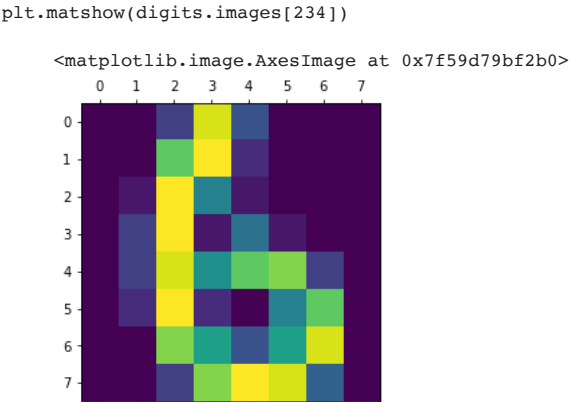 plt.matshow(digits.images[234])
<matplotlib.image.AxesImage at 0x7f59d79bf2b0>
0 1 2 3 4 5 6 7
0
1
2
3
4
5
6
7